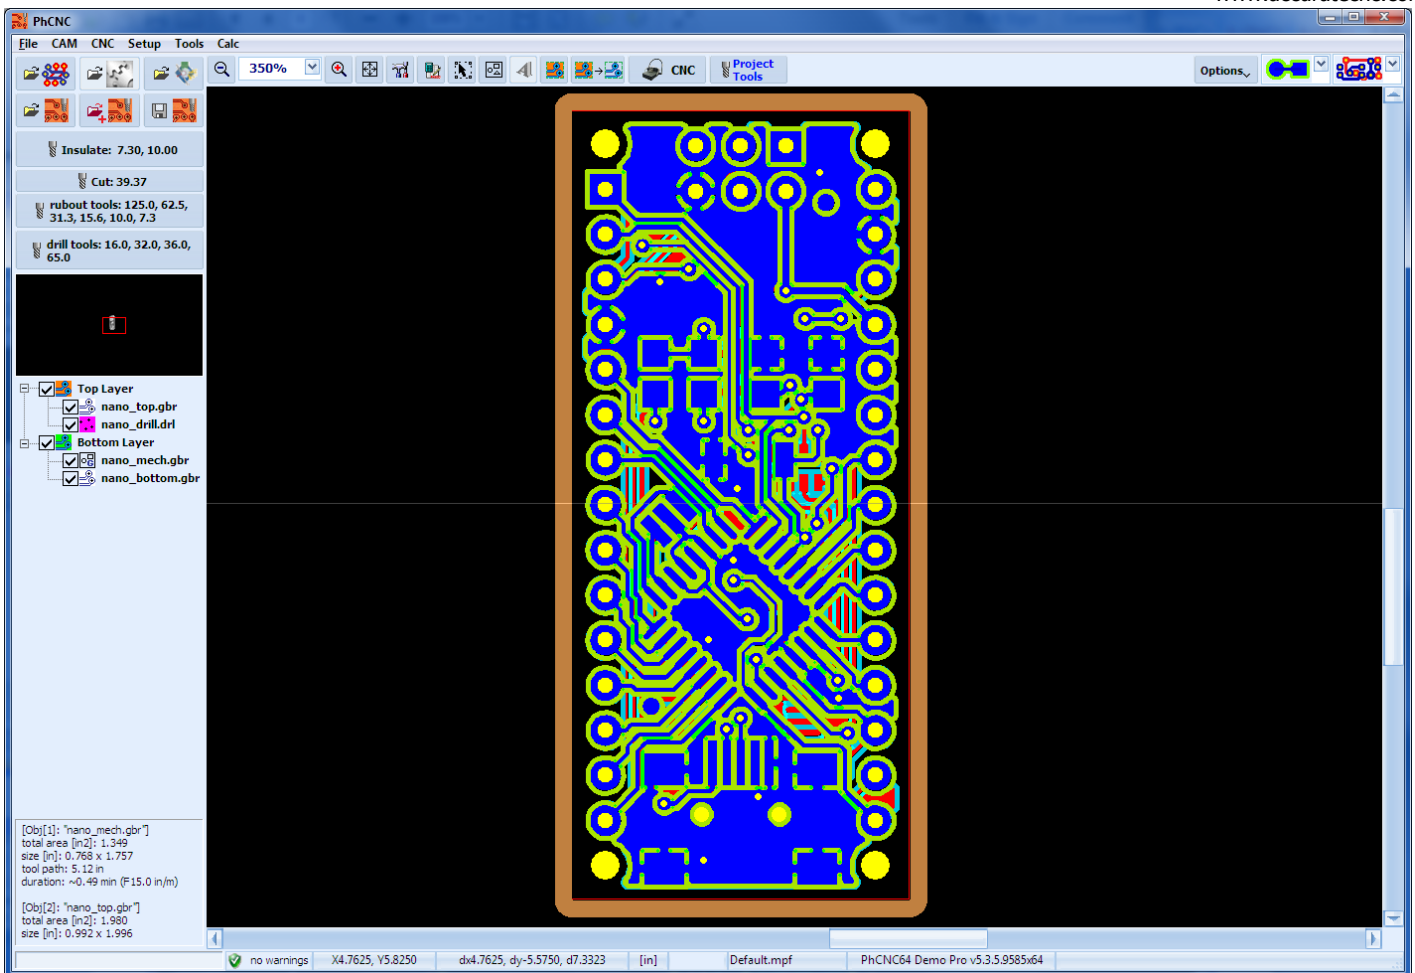 PhCNC
File CAM CNC Setup Tools Calc
350%
CNC
Project
Tools
Options
Insulate: 7.30, 10.00
Cut: 39.37
rubout tools: 125.0, 62.5,
31.3, 15.6, 10.0, 7.3
drill tools: 16.0, 32.0, 36.0,
65.0
Top Layer
nano_top.gbr
nano_drill.drl
Bottom Layer
nano_mech.gbr
nano_bottom.gbr
[Obj[1]: "nano_mech.gbr"]
total area [in2]: 1.349
size [in]: 0.768 x 1.757
tool path: 5.12 in
duration: ~0.49 min (F15.0 in/m)
[Obj[2]: "nano_top.gbr"]
total area [in2]: 1.980
size [in]: 0.992 x 1.996
no warnings X4.7625, Y5.8250 dx4.7625, dy-5.5750, d7.3323 [in] Default.mpf PhCNC64 Demo Pro v5.3.5.9585x64